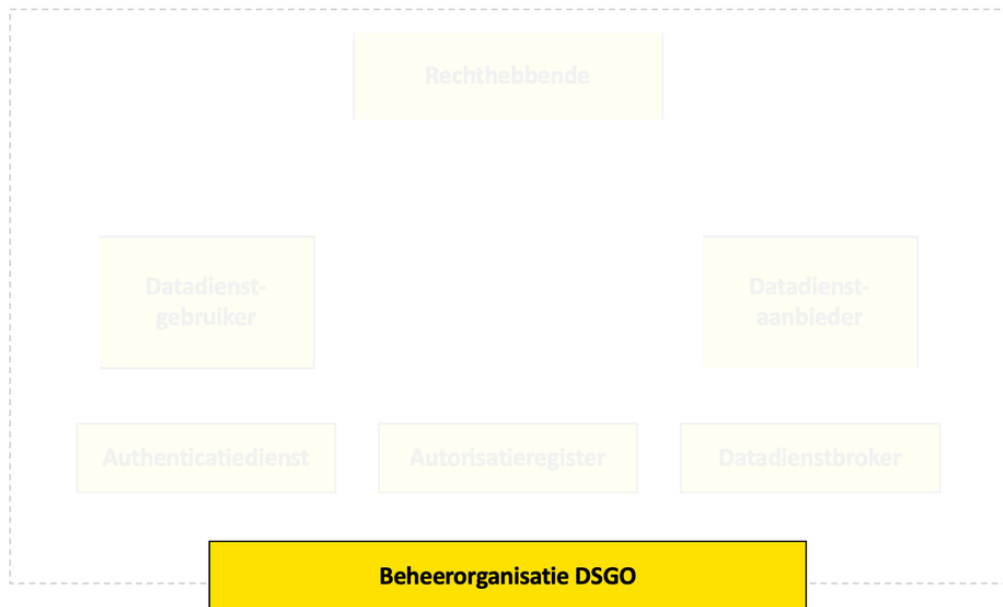 Rechthebbende
Datadienst-
gebruiker
Datadienst-
aanbieder
Authenticatiedienst
Autorisatieregister
Datadienstbroker
Beheerorganisatie DSGO